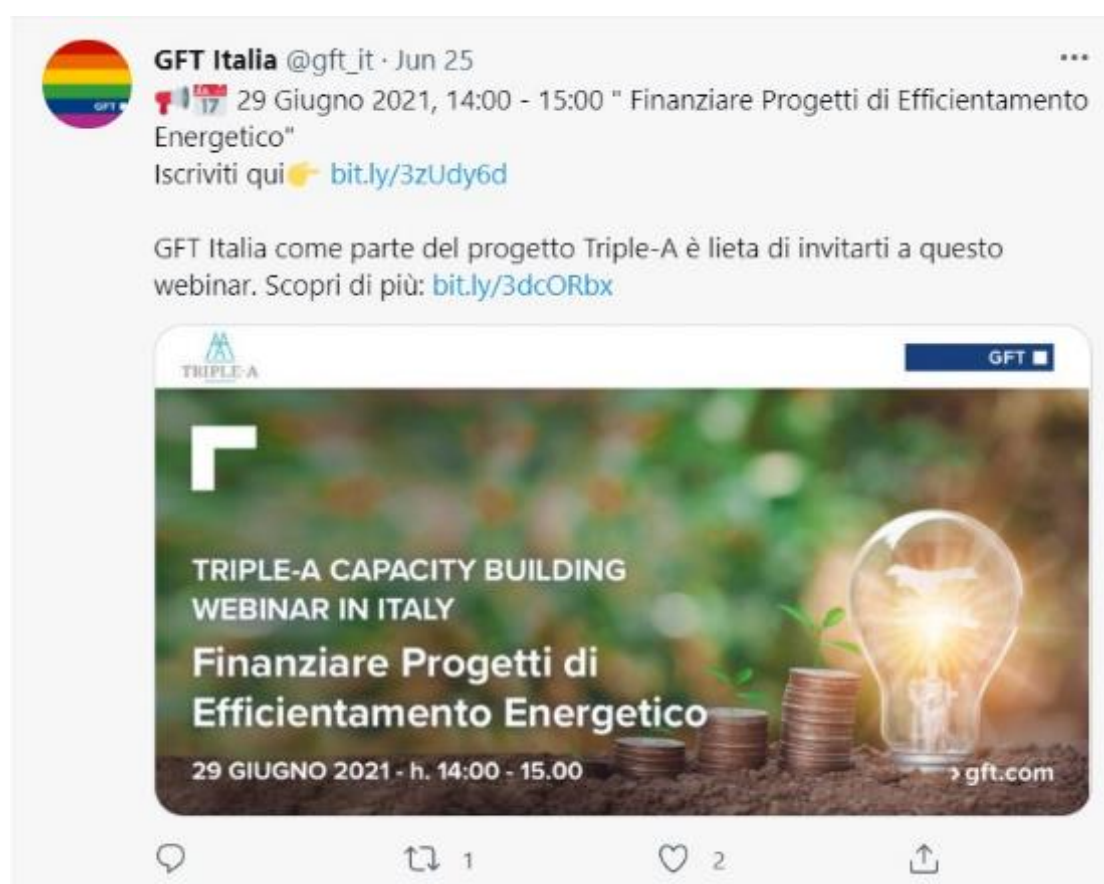 GFT Italia @gft_it · Jun 25
📢📅 29 Giugno 2021, 14:00 - 15:00 " Finanziare Progetti di Efficientamento
Energetico"
Iscriviti qui👉 bit.ly/3zUdy6d
GFT Italia come parte del progetto Triple-A è lieta di invitarti a questo
webinar. Scopri di più: bit.ly/3dcORbx
TRIPLE-A
GFT
TRIPLE-A CAPACITY BUILDING
WEBINAR IN ITALY
Finanziare Progetti di
Efficientamento Energetico
29 GIUGNO 2021 - h. 14:00 - 15.00
› gft.com
1
2
GFT